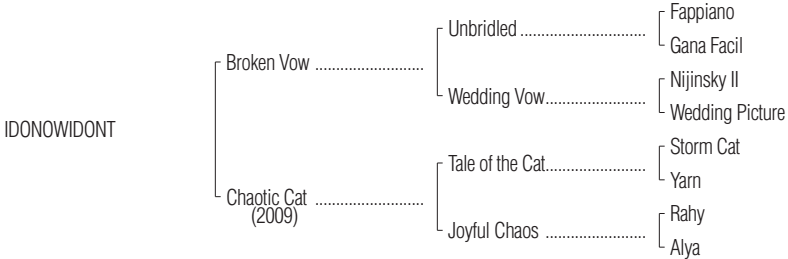 Fappiano
Unbridled
Gana Facil
Broken Vow
Nijinsky II
Wedding Vow
Wedding Picture
IDONOWIDONT
Storm Cat
Tale of the Cat
Yarn
Chaotic Cat
(2009)
Rahy
Joyful Chaos
Alya